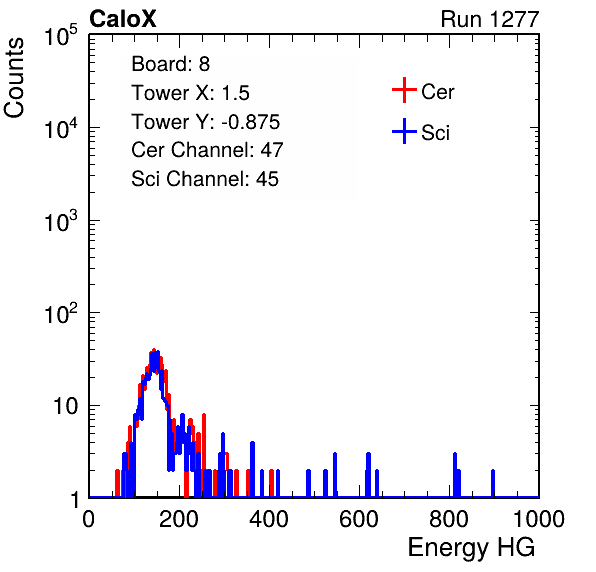 CaloX Run 1277
Counts
Board: 8
Tower X: 1.5
Tower Y: -0.875
Cer Channel: 47
Sci Channel: 45
Cer
Sci
10^5
10^4
10^3
10^2
10
1
0 200 400 600 800 1000
Energy HG